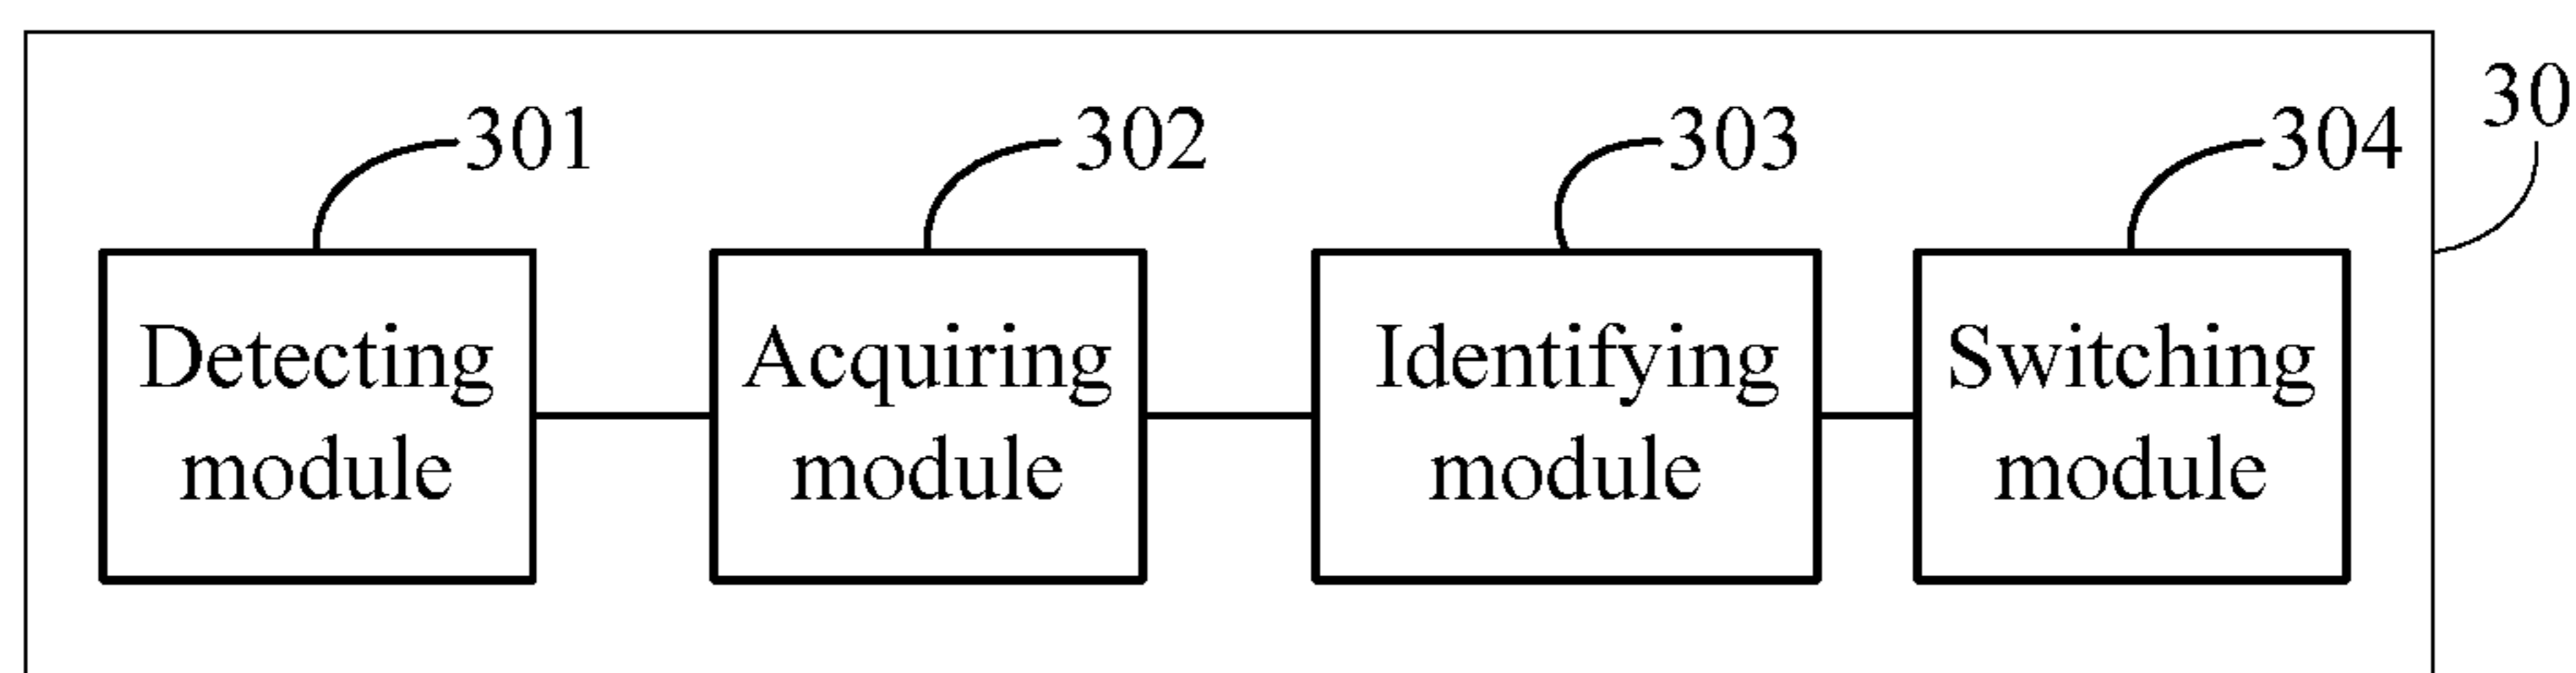 30
301
302
303
304
Detecting
module
Acquiring
module
Identifying
module
Switching
module